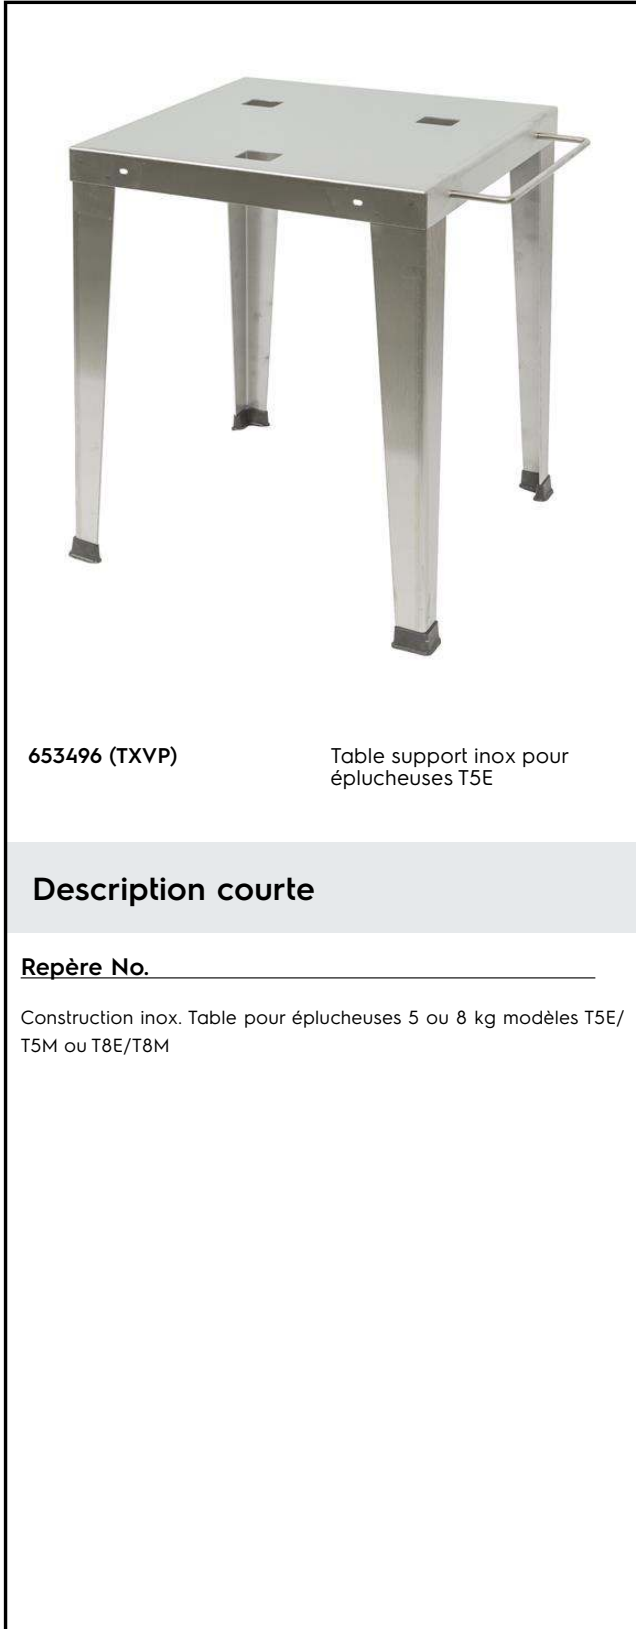 653496 (TXVP)
Table support inox pour
éplucheuses T5E
Description courte
Repère No.
Construction inox. Table pour éplucheuses 5 ou 8 kg modèles T5E/
T5M ou T8E/T8M